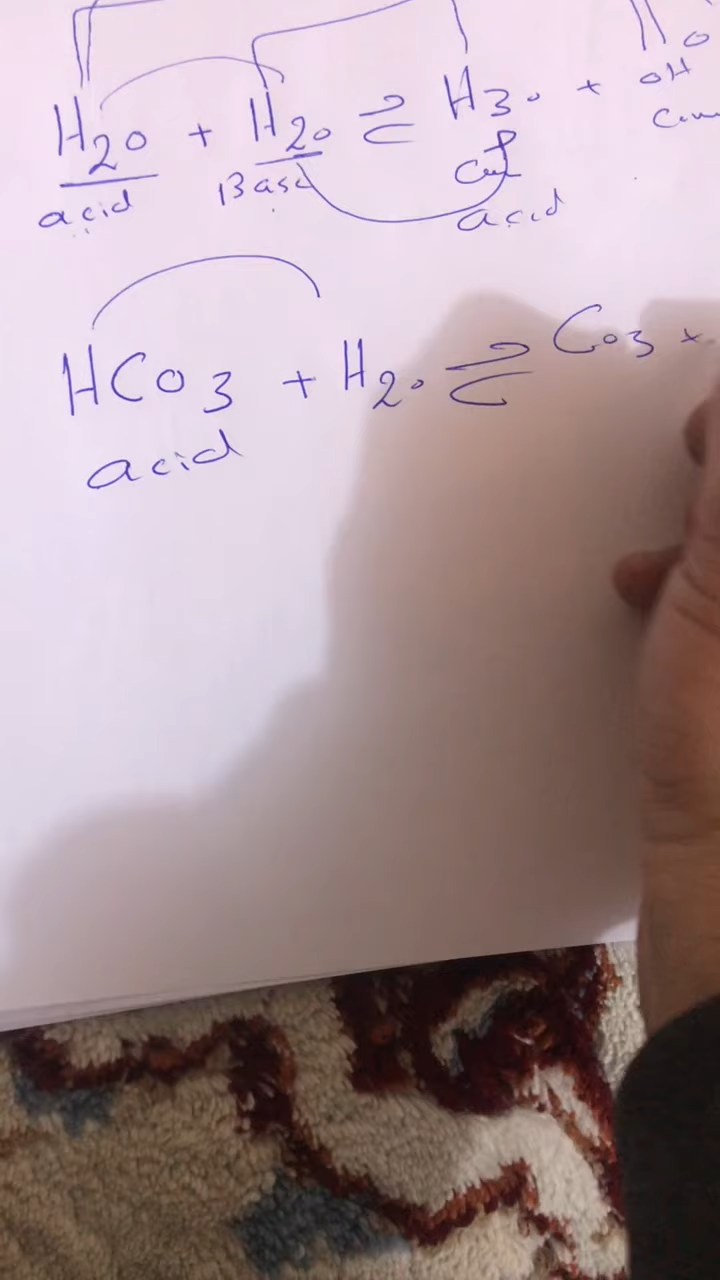 H2O + H2O ⇌ H3O + OH
acid Base
acid
HCO3 + H2O ⇌ CO3 +
acid